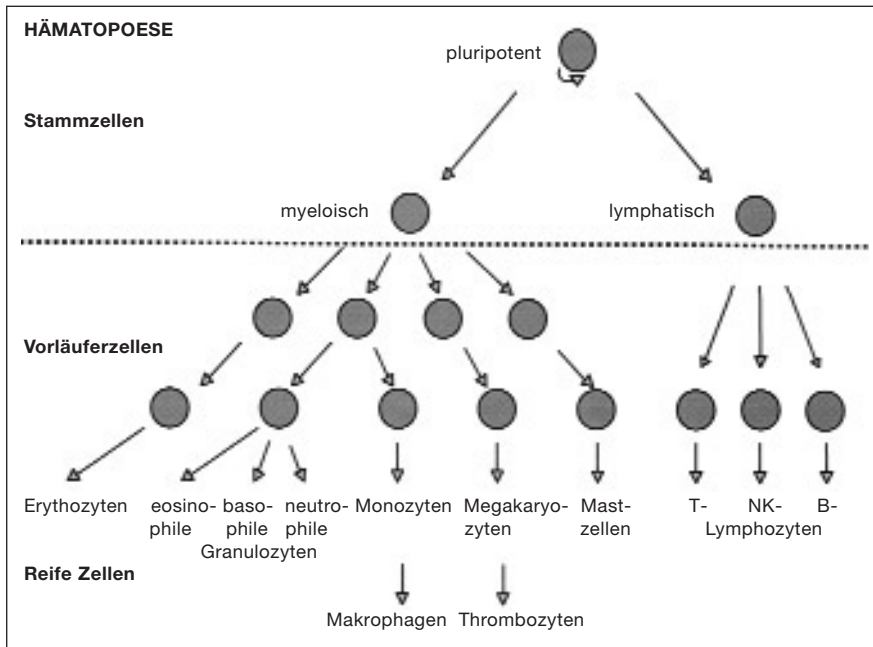 HÄMATOPOESE
pluripotent
Stammzellen
myeloisch lymphatisch
Vorläuferzellen
Erythozyten eosino- baso- neutro- Monozyten Megakaryo- Mast- T- NK- B-
phile phile phile zyten zellen Lymphozyten
Granulozyten
Reife Zellen
Makrophagen Thrombozyten